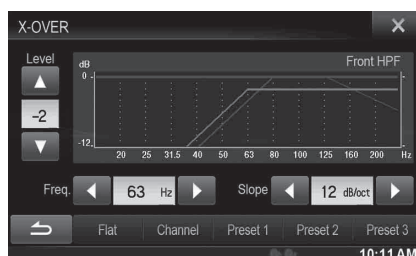 X-OVER ×
Level
dB
Front HPF
0
-2
-12
20 25 31.5 40 50 63 80 100 125 160 200 Hz
Freq. 63 Hz Slope 12 dB/oct
Flat Channel Preset 1 Preset 2 Preset 3
10:11 AM